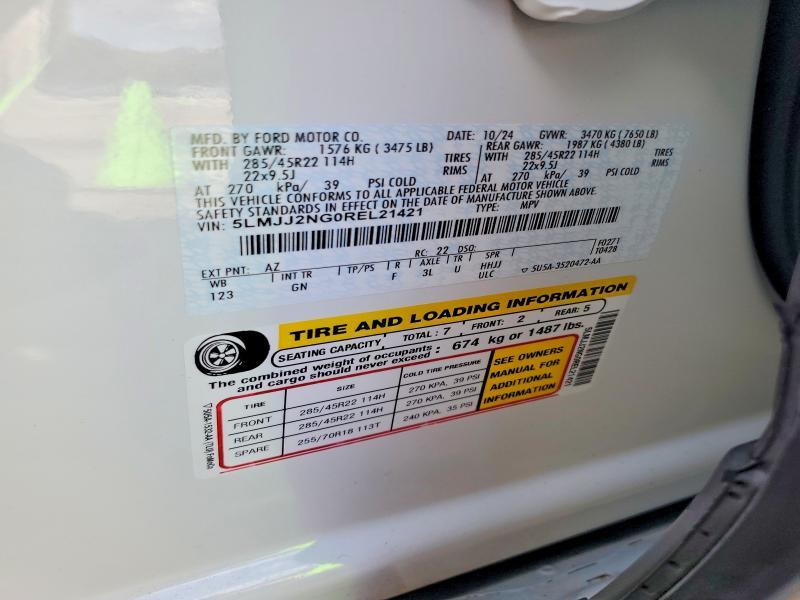 MFD. BY FORD MOTOR CO. DATE: 10/24 GVWR: 3470 KG (7650 LB)
FRONT GAWR: 1576 KG (3475 LB) REAR GAWR: 1987 KG (4380 LB)
WITH 285/45R22 114H TIRES WITH 285/45R22 114H TIRES
22x9.5J RIMS 22x9.5J RIMS
AT 270 kPa/ 39 PSI COLD AT 270 kPa/ 39 PSI COLD
THIS VEHICLE CONFORMS TO ALL APPLICABLE FEDERAL MOTOR VEHICLE
SAFETY STANDARDS IN EFFECT ON THE DATE OF MANUFACTURE SHOWN ABOVE.
VIN: 5LMJJ2NG0REL21421 TYPE: MPV
EXT PNT: AZ RC: 22 DSO: F0271
WB INT TR TP/PS R AXLE TR SPR T0428
123 GN F 3L U HHJJ ▽ 5U5A-3520472-AA
ULC
TIRE AND LOADING INFORMATION
SEATING CAPACITY TOTAL: 7 FRONT: 2 REAR: 5
The combined weight of occupants and cargo should never exceed: 674 kg or 1487 lbs.
TIRE SIZE COLD TIRE PRESSURE
FRONT 285/45R22 114H 270 KPA, 39 PSI
REAR 285/45R22 114H 270 KPA, 39 PSI
SPARE 255/70R18 113T 240 KPA, 35 PSI
SEE OWNERS
MANUAL FOR
ADDITIONAL
INFORMATION